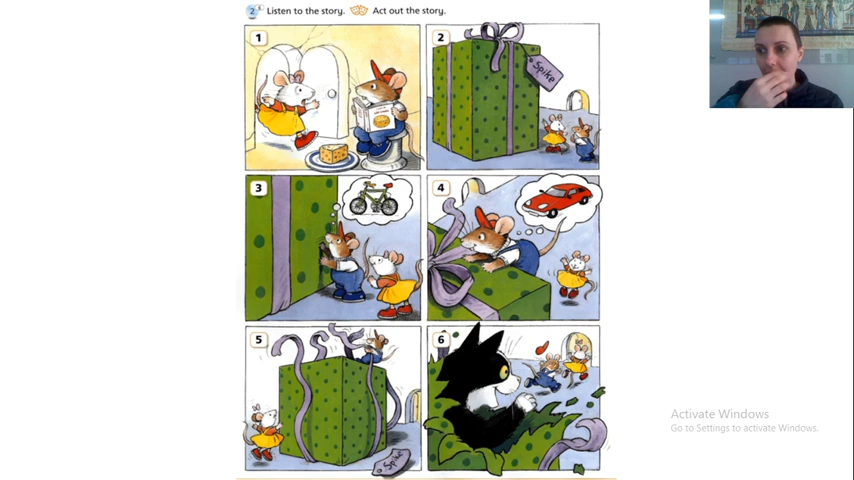 2 Listen to the story. Act out the story.
1
2
Spike
3
4
5
Spike
6
Activate Windows
Go to Settings to activate Windows.